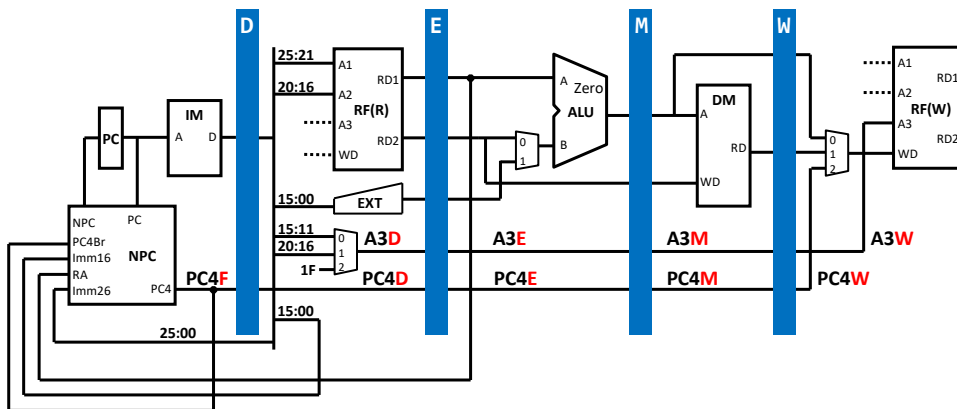 D
E
M
W
25:21
20:16
A1
A2
A3
WD
RD1
RF(R)
RD2
PC
IM
A
D
A
Zero
ALU
B
0
1
DM
A
RD
WD
0
1
2
A1
RD1
A2
RF(W)
A3
RD2
WD
15:00
EXT
NPC
PC
PC4Br
Imm16
NPC
RA
Imm26
PC4
15:11
20:16
1F
0
1
2
A3D
A3E
A3M
A3W
PC4F
PC4D
PC4E
PC4M
PC4W
15:00
25:00